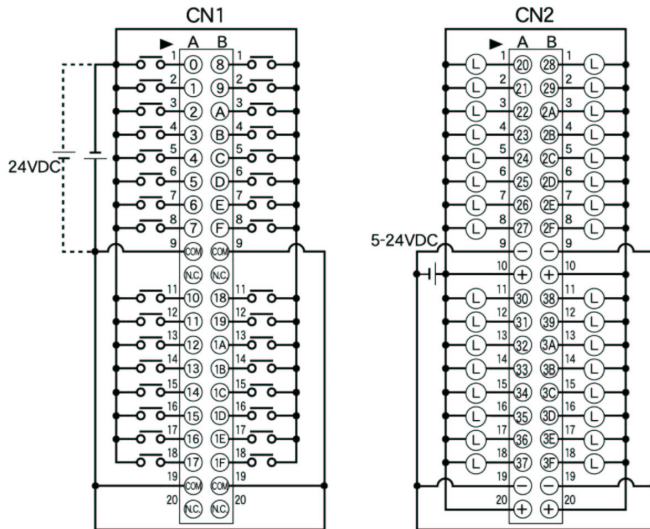 CN1 CN2
A B A B
1 0 8 1 L 1 20 28 1 L
2 1 9 2 L 2 21 29 2 L
3 2 A 3 L 3 22 2A 3 L
4 3 B 4 L 4 23 2B 4 L
24VDC 5 4 C 5 L 5 24 2C 5 L
6 5 D 6 L 6 25 2D 6 L
7 6 E 7 L 7 26 2E 7 L
8 7 F 8 L 8 27 2F 8 L
9 COM COM 9 5-24VDC 9 − − 9
N.C. N.C. 10 + + 10
11 10 18 11 L 11 30 38 11 L
12 11 19 12 L 12 31 39 12 L
13 12 1A 13 L 13 32 3A 13 L
14 13 1B 14 L 14 33 3B 14 L
15 14 1C 15 L 15 34 3C 15 L
16 15 1D 16 L 16 35 3D 16 L
17 16 1E 17 L 17 36 3E 17 L
18 17 1F 18 L 18 37 3F 18 L
19 COM COM 19 19 − − 19
20 N.C. N.C. 20 20 + + 20